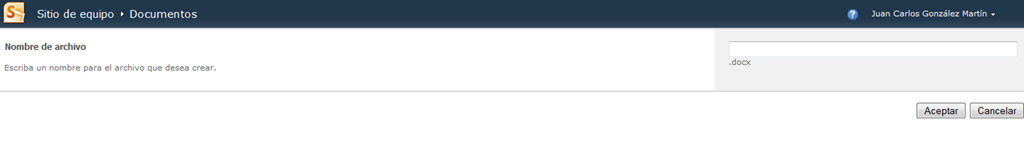 Sitio de equipo ▸ Documentos
? Juan Carlos González Martín
Nombre de archivo
Escriba un nombre para el archivo que desea crear.
.docx
Aceptar Cancelar